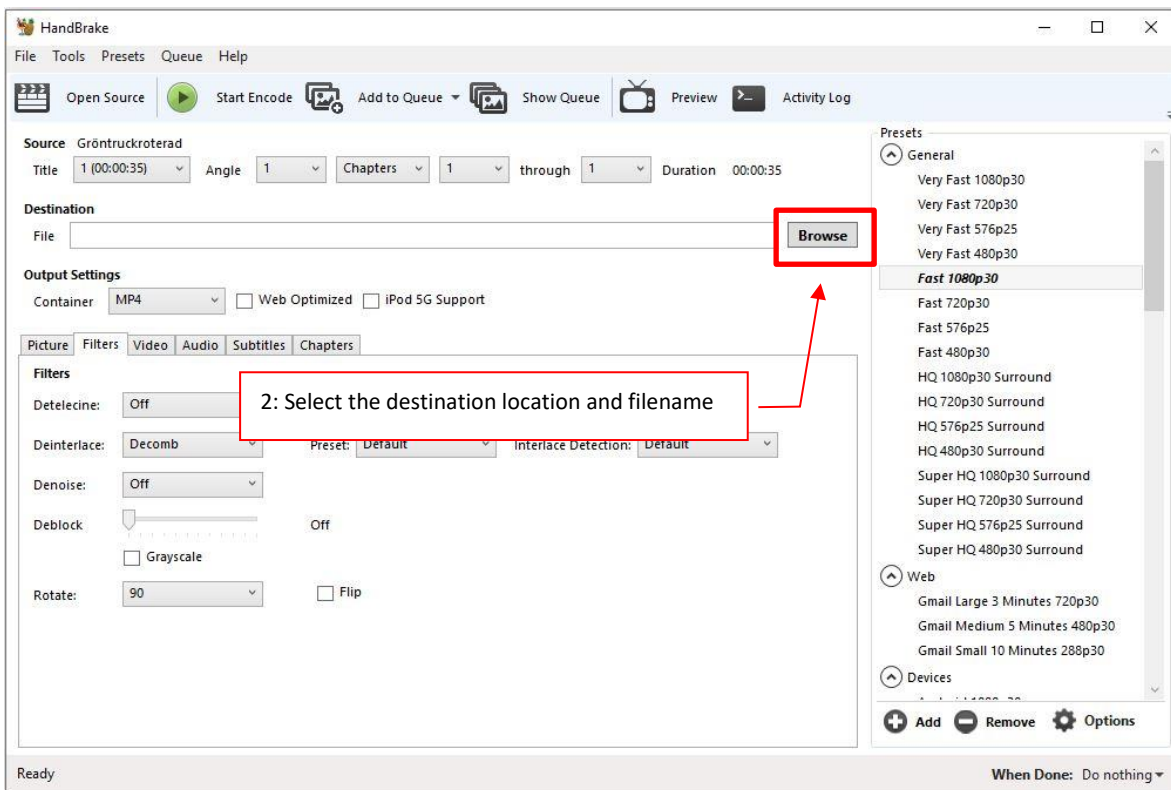 HandBrake
File Tools Presets Queue Help
Open Source Start Encode Add to Queue Show Queue Preview Activity Log
Source Gröntruckroterad
Title 1 (00:00:35) Angle 1 Chapters 1 through 1 Duration 00:00:35
Destination
File Browse
Output Settings
Container MP4 Web Optimized iPod 5G Support
Picture Filters Video Audio Subtitles Chapters
Filters
Detelecine: Off
2: Select the destination location and filename
Deinterlace: Decomb Preset: Default Interlace Detection: Default
Denoise: Off
Deblock Off
Grayscale
Rotate: 90 Flip
Presets
General
Very Fast 1080p30
Very Fast 720p30
Very Fast 576p25
Very Fast 480p30
Fast 1080p30
Fast 720p30
Fast 576p25
Fast 480p30
HQ 1080p30 Surround
HQ 720p30 Surround
HQ 576p25 Surround
HQ 480p30 Surround
Super HQ 1080p30 Surround
Super HQ 720p30 Surround
Super HQ 576p25 Surround
Super HQ 480p30 Surround
Web
Gmail Large 3 Minutes 720p30
Gmail Medium 5 Minutes 480p30
Gmail Small 10 Minutes 288p30
Devices
Add Remove Options
Ready When Done: Do nothing